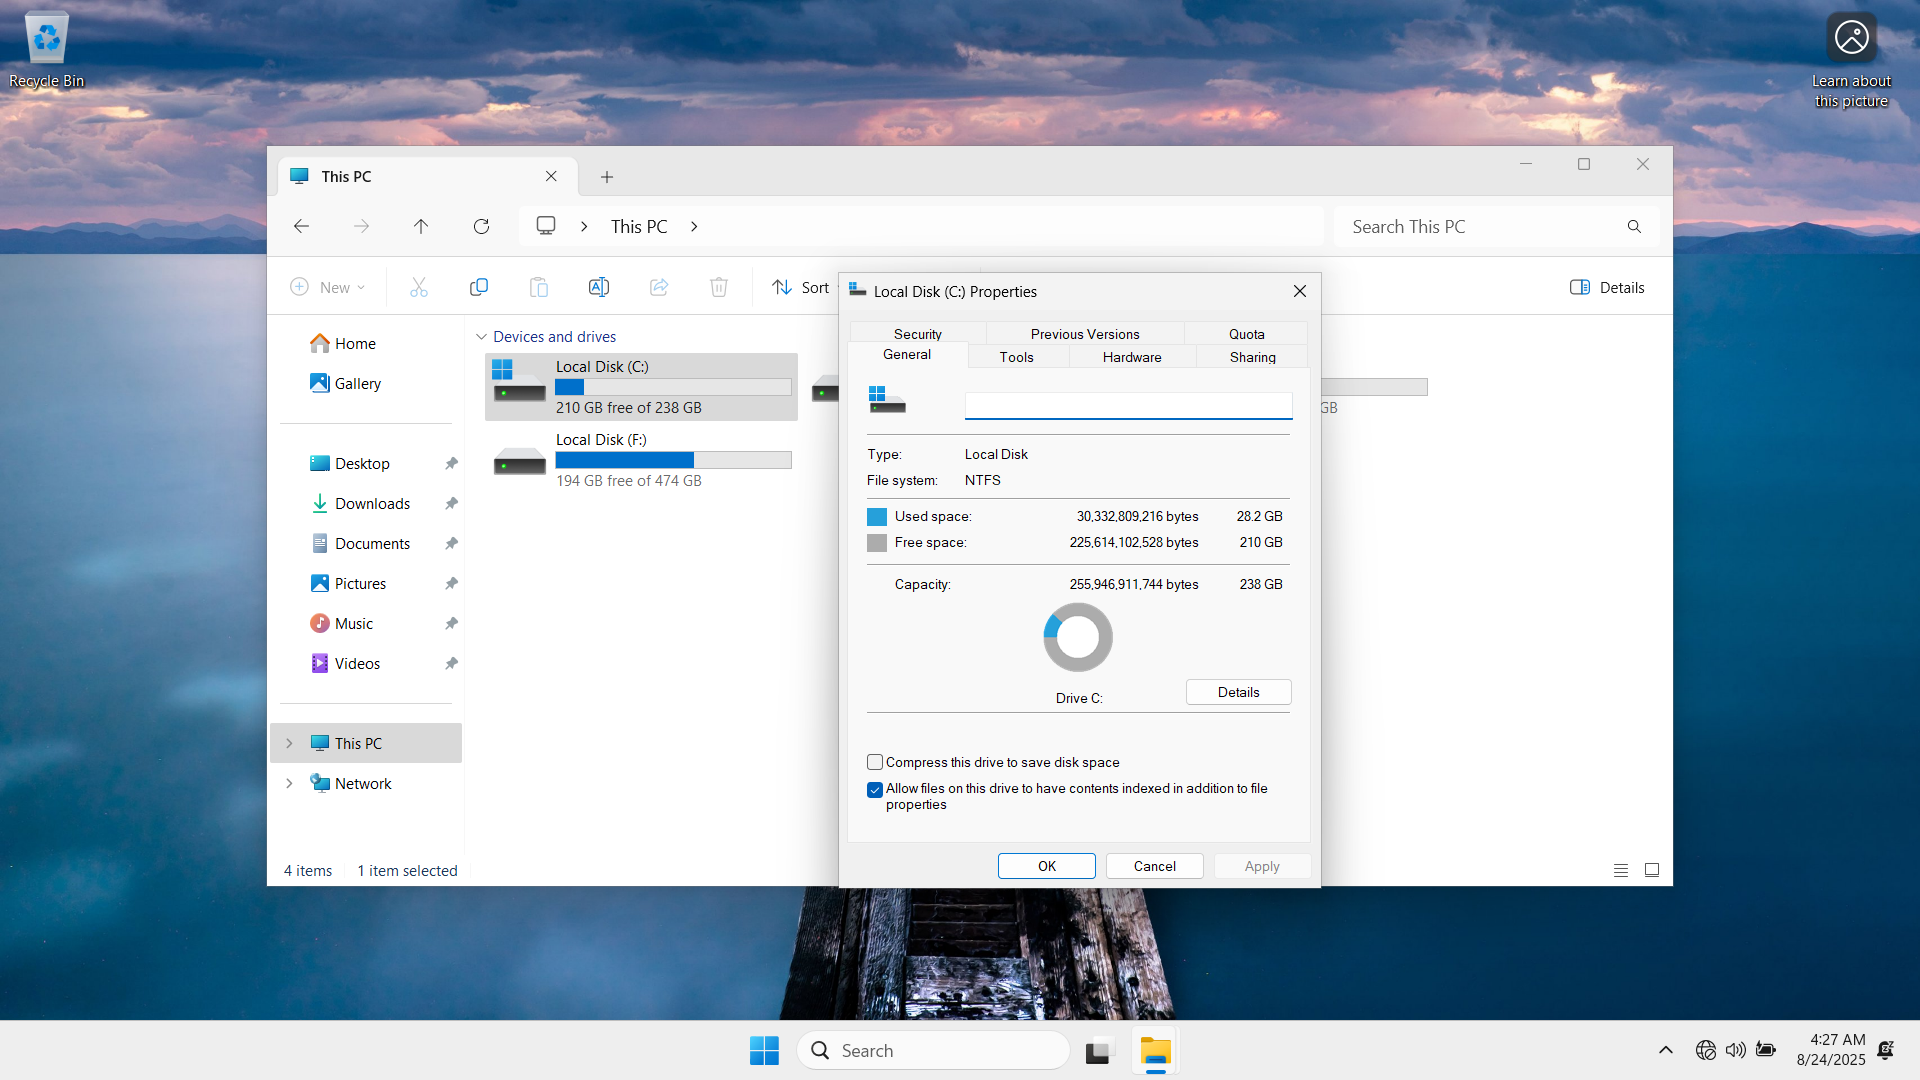 Recycle Bin
Learn about
this picture
This PC
This PC
Search This PC
New
Sort
Details
Home
Gallery
Desktop
Downloads
Documents
Pictures
Music
Videos
This PC
Network
Devices and drives
Local Disk (C:)
210 GB free of 238 GB
Local Disk (F:)
194 GB free of 474 GB
GB
4 items
1 item selected
Local Disk (C:) Properties
Security
Previous Versions
Quota
General
Tools
Hardware
Sharing
Type: Local Disk
File system: NTFS
Used space: 30,332,809,216 bytes 28.2 GB
Free space: 225,614,102,528 bytes 210 GB
Capacity: 255,946,911,744 bytes 238 GB
Drive C:
Details
Compress this drive to save disk space
Allow files on this drive to have contents indexed in addition to file
properties
OK
Cancel
Apply
Search
4:27 AM
8/24/2025